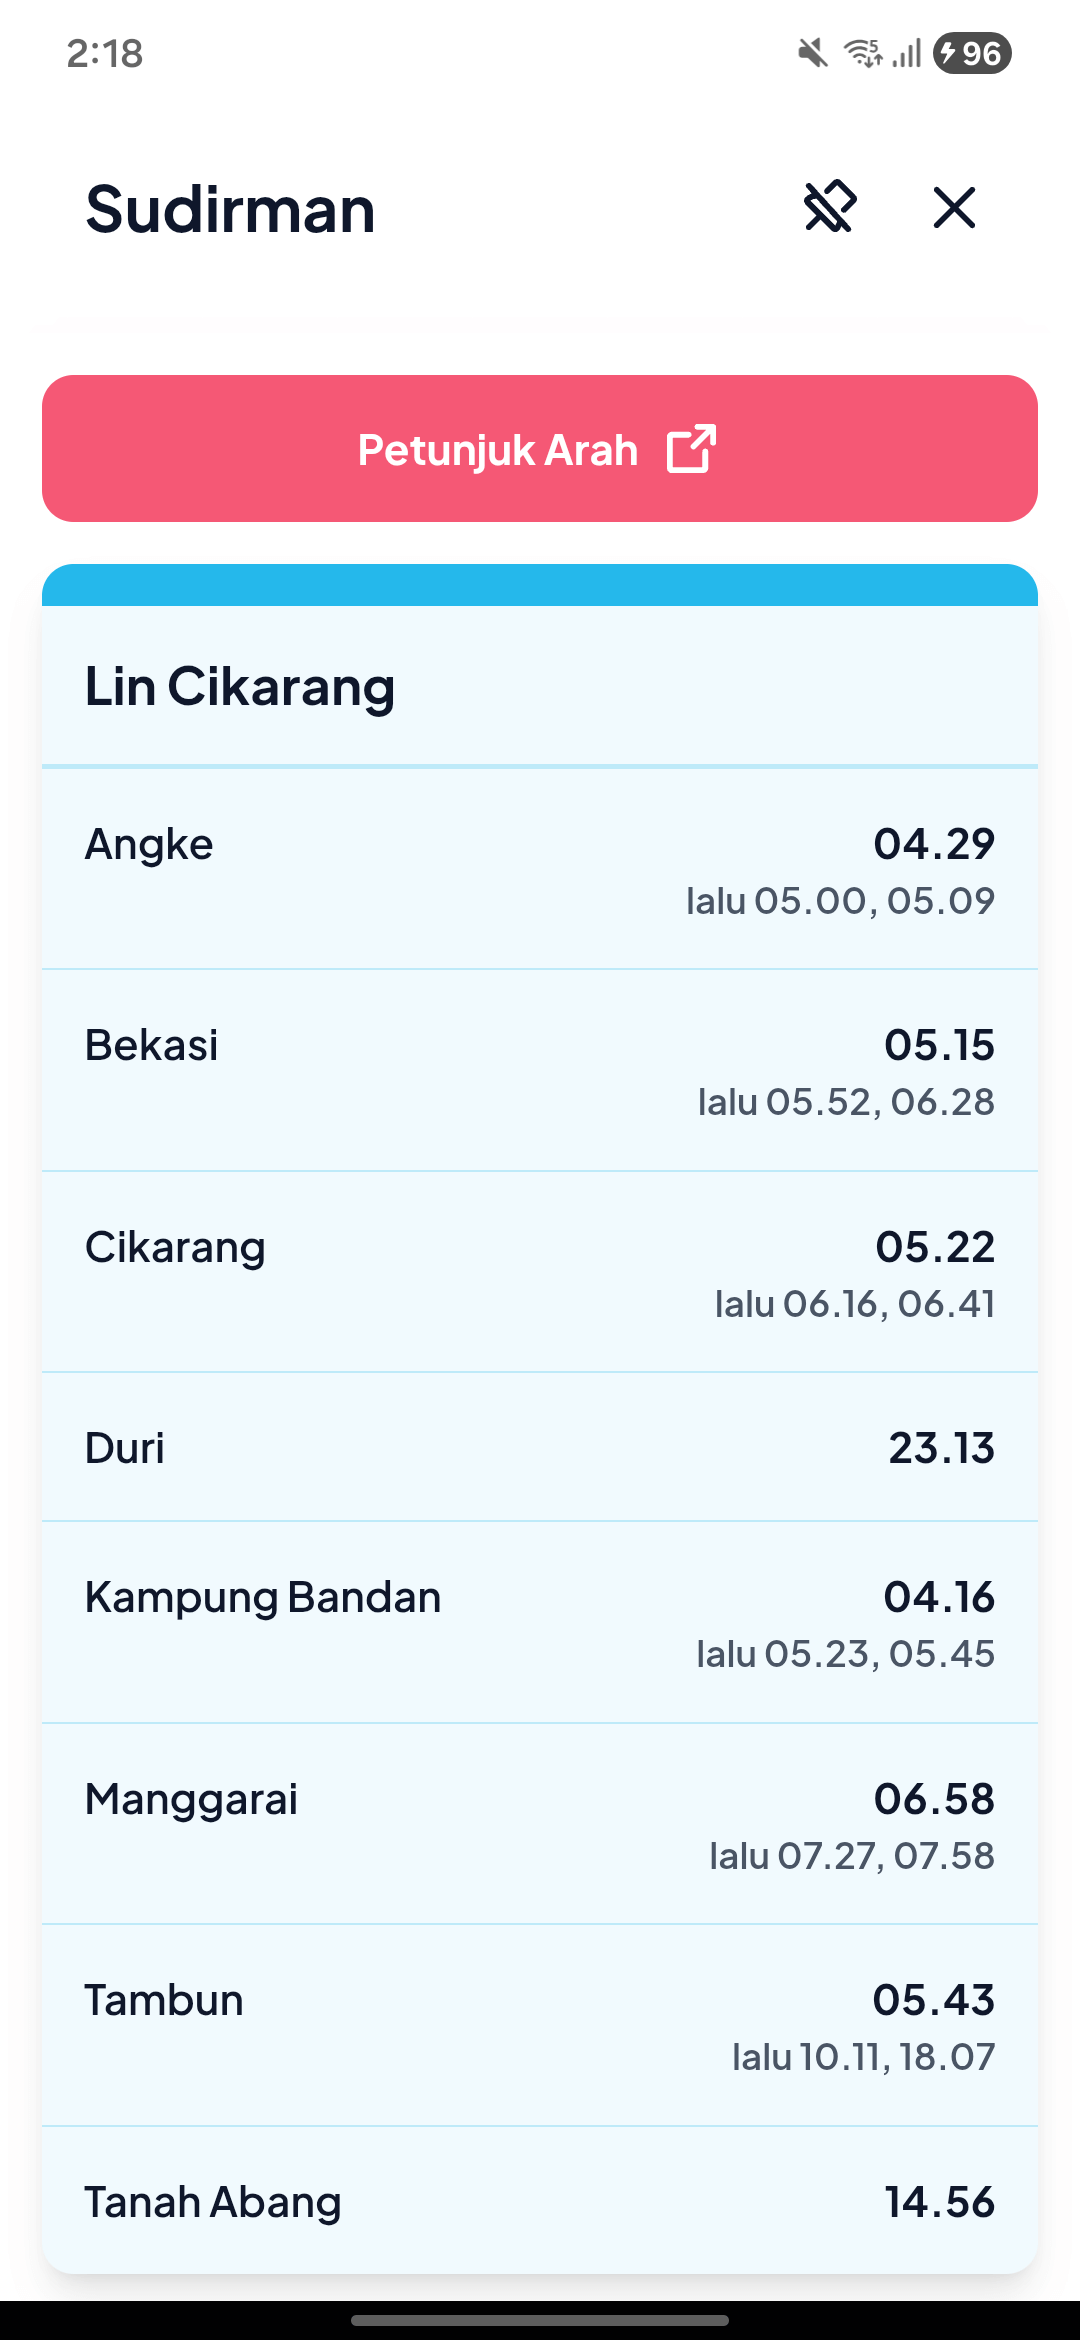 2:18
5
96
Sudirman
Petunjuk Arah
Lin Cikarang
Angke 04.29
lalu 05.00, 05.09
Bekasi 05.15
lalu 05.52, 06.28
Cikarang 05.22
lalu 06.16, 06.41
Duri 23.13
Kampung Bandan 04.16
lalu 05.23, 05.45
Manggarai 06.58
lalu 07.27, 07.58
Tambun 05.43
lalu 10.11, 18.07
Tanah Abang 14.56